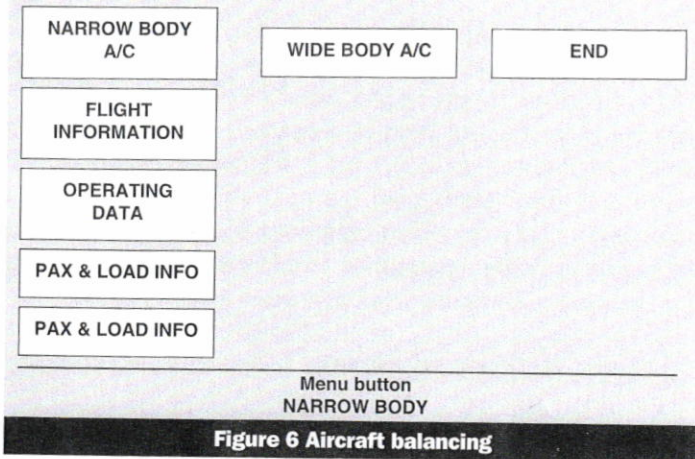 NARROW BODY
A/C
WIDE BODY A/C
END
FLIGHT
INFORMATION
OPERATING
DATA
PAX & LOAD INFO
PAX & LOAD INFO
Menu button
NARROW BODY
Figure 6 Aircraft balancing